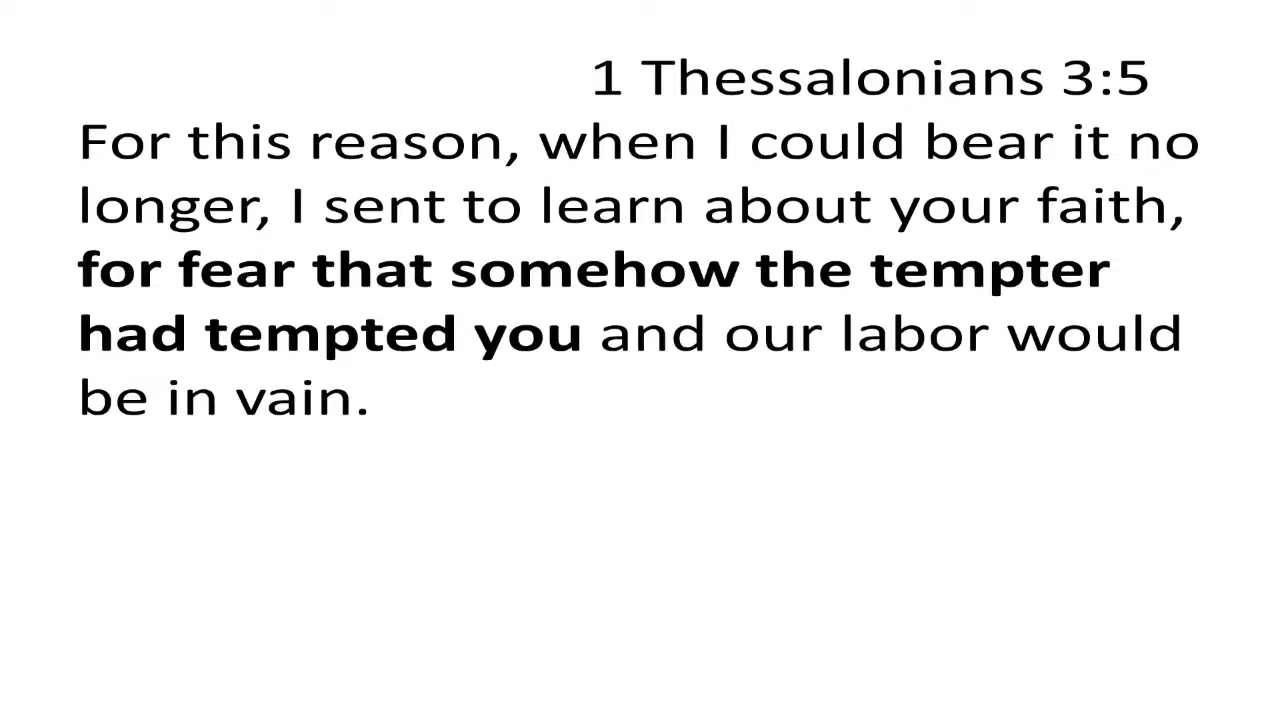 1 Thessalonians 3:5
For this reason, when I could bear it no
longer, I sent to learn about your faith,
for fear that somehow the tempter
had tempted you and our labor would
be in vain.